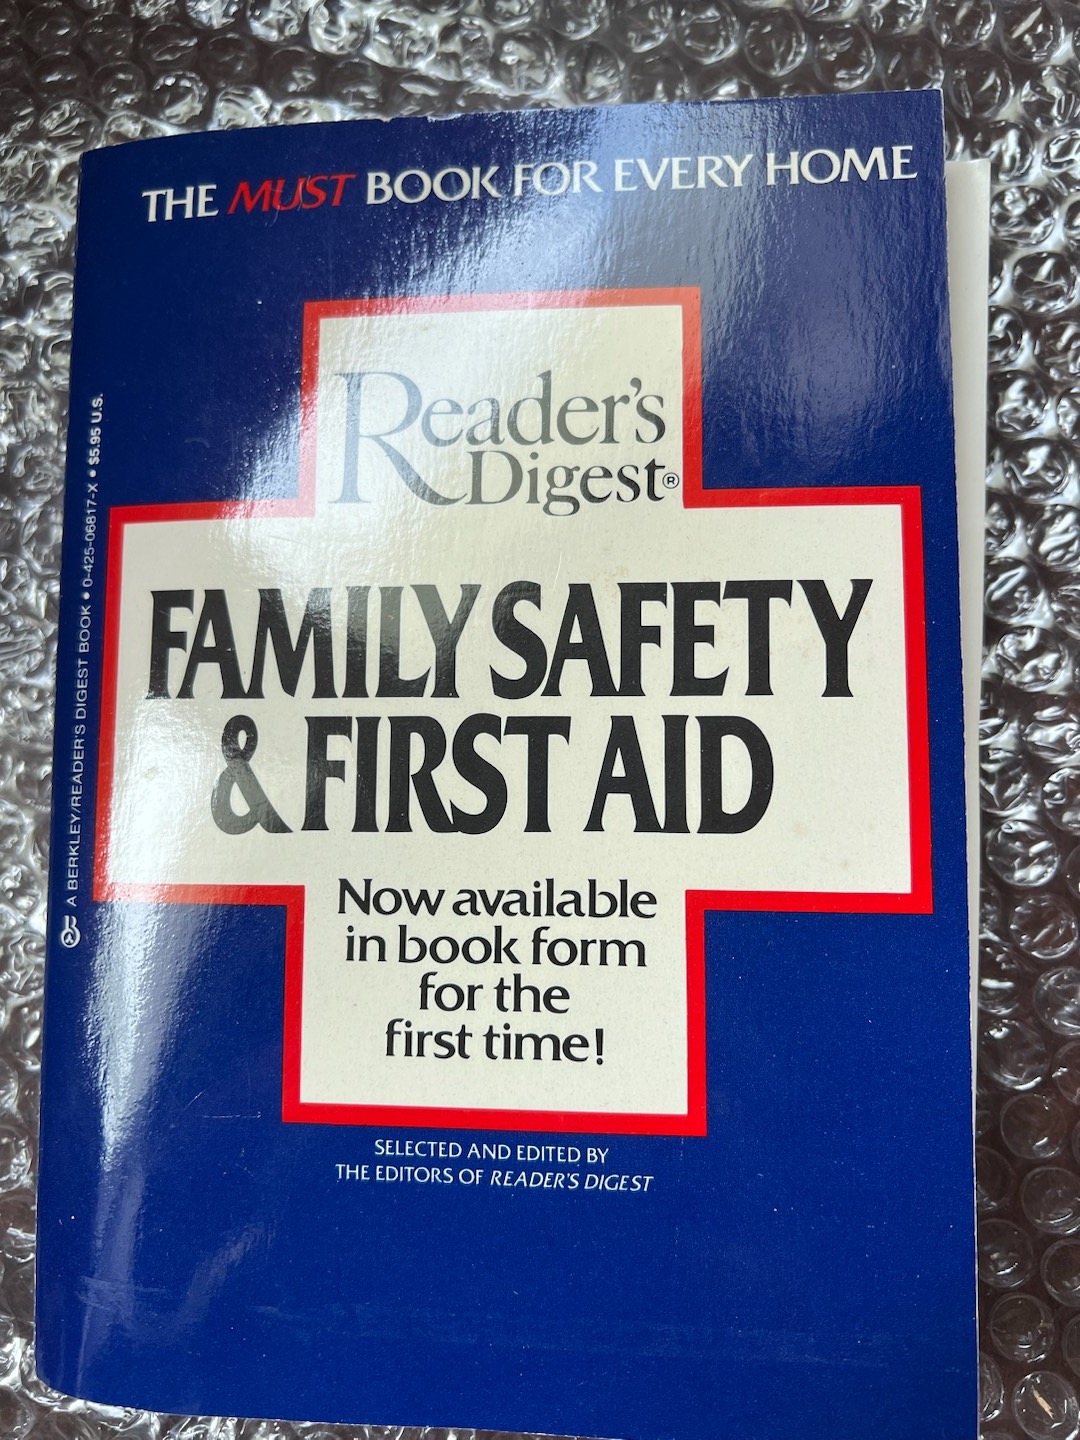 THE MUST BOOK FOR EVERY HOME
Reader's
Digest®
FAMILY SAFETY
& FIRST AID
Now available
in book form
for the
first time!
SELECTED AND EDITED BY
THE EDITORS OF READER'S DIGEST
A BERKLEY/READER'S DIGEST BOOK • 0-425-06817-X • $5.95 U.S.